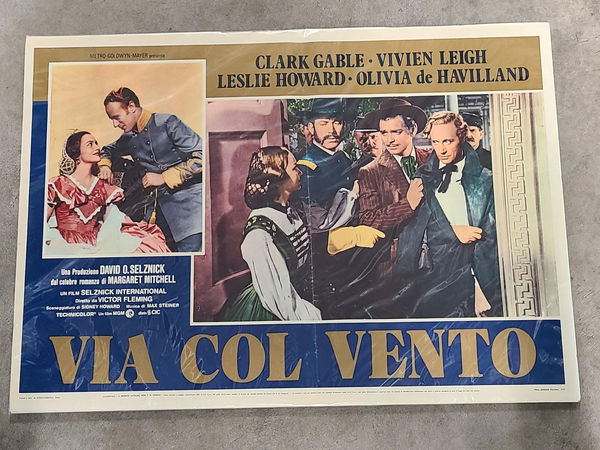 METRO-GOLDWYN-MAYER presenta
CLARK GABLE · VIVIEN LEIGH
LESLIE HOWARD · OLIVIA de HAVILLAND
Una Produzione DAVID O. SELZNICK
dal celebre romanzo di MARGARET MITCHELL
UN FILM SELZNICK INTERNATIONAL
Diretto da VICTOR FLEMING
Sceneggiatura di SIDNEY HOWARD Musica di MAX STEINER
TECHNICOLOR Un film MGM distr. CIC
VIA COL VENTO